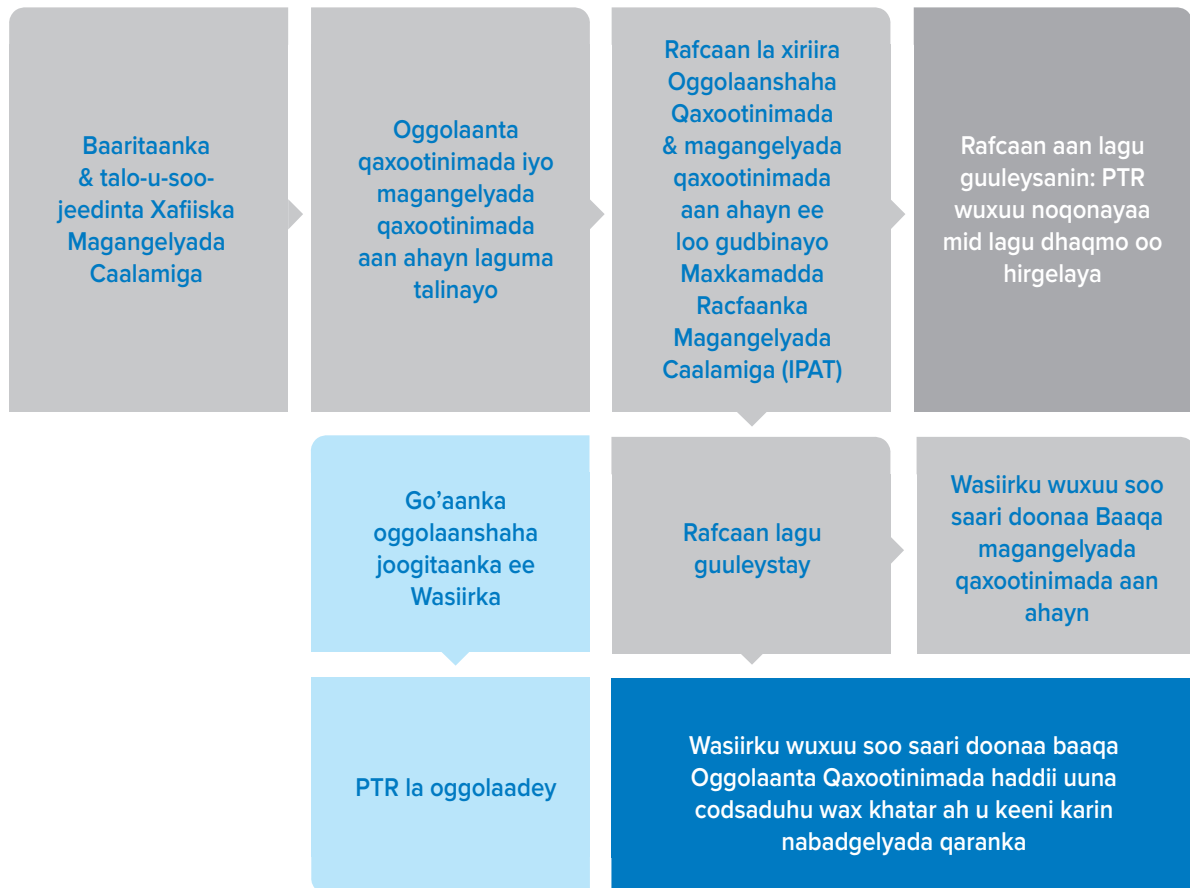 Baaritaanka
& talo-u-soo-
jeedinta Xafiiska
Magangelyada
Caalamiga
Oggolaanta
qaxootinimada iyo
magangelyada
qaxootinimada
aan ahayn laguma
talinayo
Rafcaan la xiriira
Oggolaanshaha
Qaxootinimada
& magangelyada
qaxootinimada
aan ahayn ee
loo gudbinayo
Maxkamadda
Racfaanka
Magangelyada
Caalamiga (IPAT)
Rafcaan aan lagu
guuleysanin: PTR
wuxuu noqonayaa
mid lagu dhaqmo oo
hirgelaya
Go’aanka
oggolaanshaha
joogitaanka ee
Wasiirka
Rafcaan lagu
guuleystay
Wasiirku wuxuu soo
saari doonaa Baaqa
magangelyada
qaxootinimada aan
ahayn
PTR la oggolaadey
Wasiirku wuxuu soo saari doonaa baaqa
Oggolaanta Qaxootinimada haddii uuna
codsaduhu wax khatar ah u keeni karin
nabadgelyada qaranka